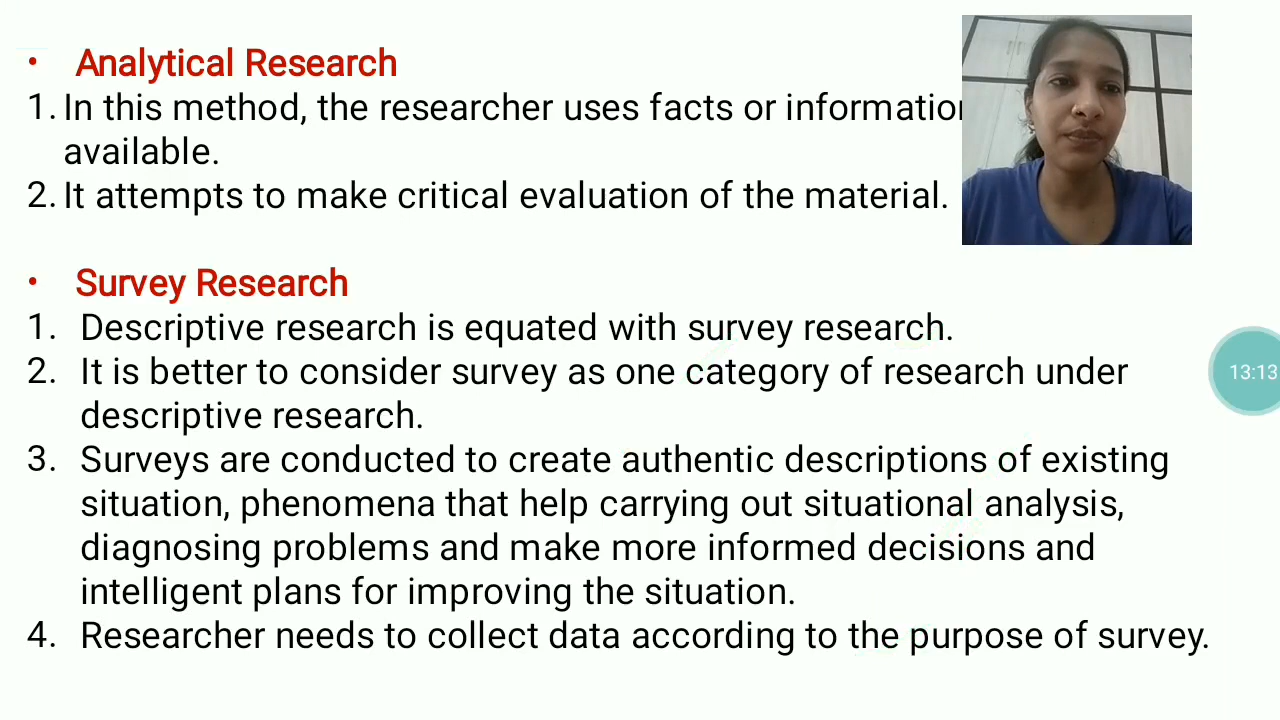 • Analytical Research
1. In this method, the researcher uses facts or
available.
2. It attempts to make critical evaluation of the material.
• Survey Research
1. Descriptive research is equated with survey research.
2. It is better to consider survey as one category of research under
descriptive research.
3. Surveys are conducted to create authentic descriptions of existing
situation, phenomena that help carrying out situational analysis,
diagnosing problems and make more informed decisions and
intelligent plans for improving the situation.
4. Researcher needs to collect data according to the purpose of survey.
13:13